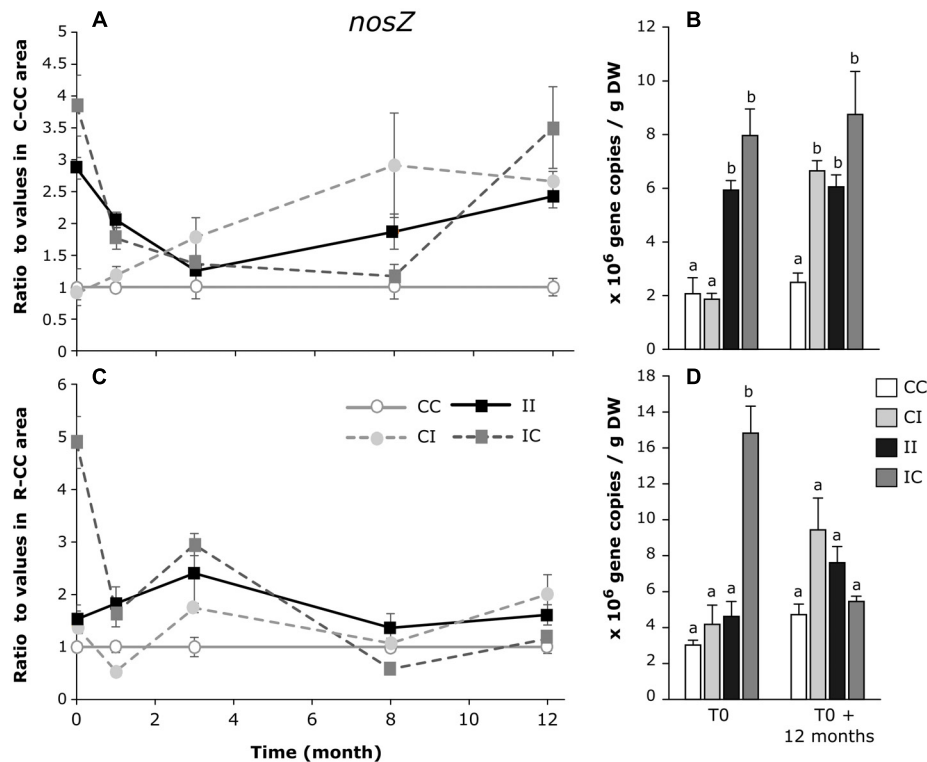 nosZ
A
5
4.5
4
3.5
3
2.5
2
1.5
1
0.5
0
Ratio to values in C-CC area
B
12
10
8
6
4
2
0
x 10⁶ gene copies / g DW
a
a
b
b
a
b
b
b
C
6
5
4
3
2
1
0
Ratio to values in R-CC area
CC
II
CI
IC
0
2
4
6
8
10
12
Time (month)
D
18
14
12
10
8
6
4
2
0
x 10⁶ gene copies / g DW
a
a
a
b
a
a
a
a
T0
T0 +
12 months
CC
CI
II
IC